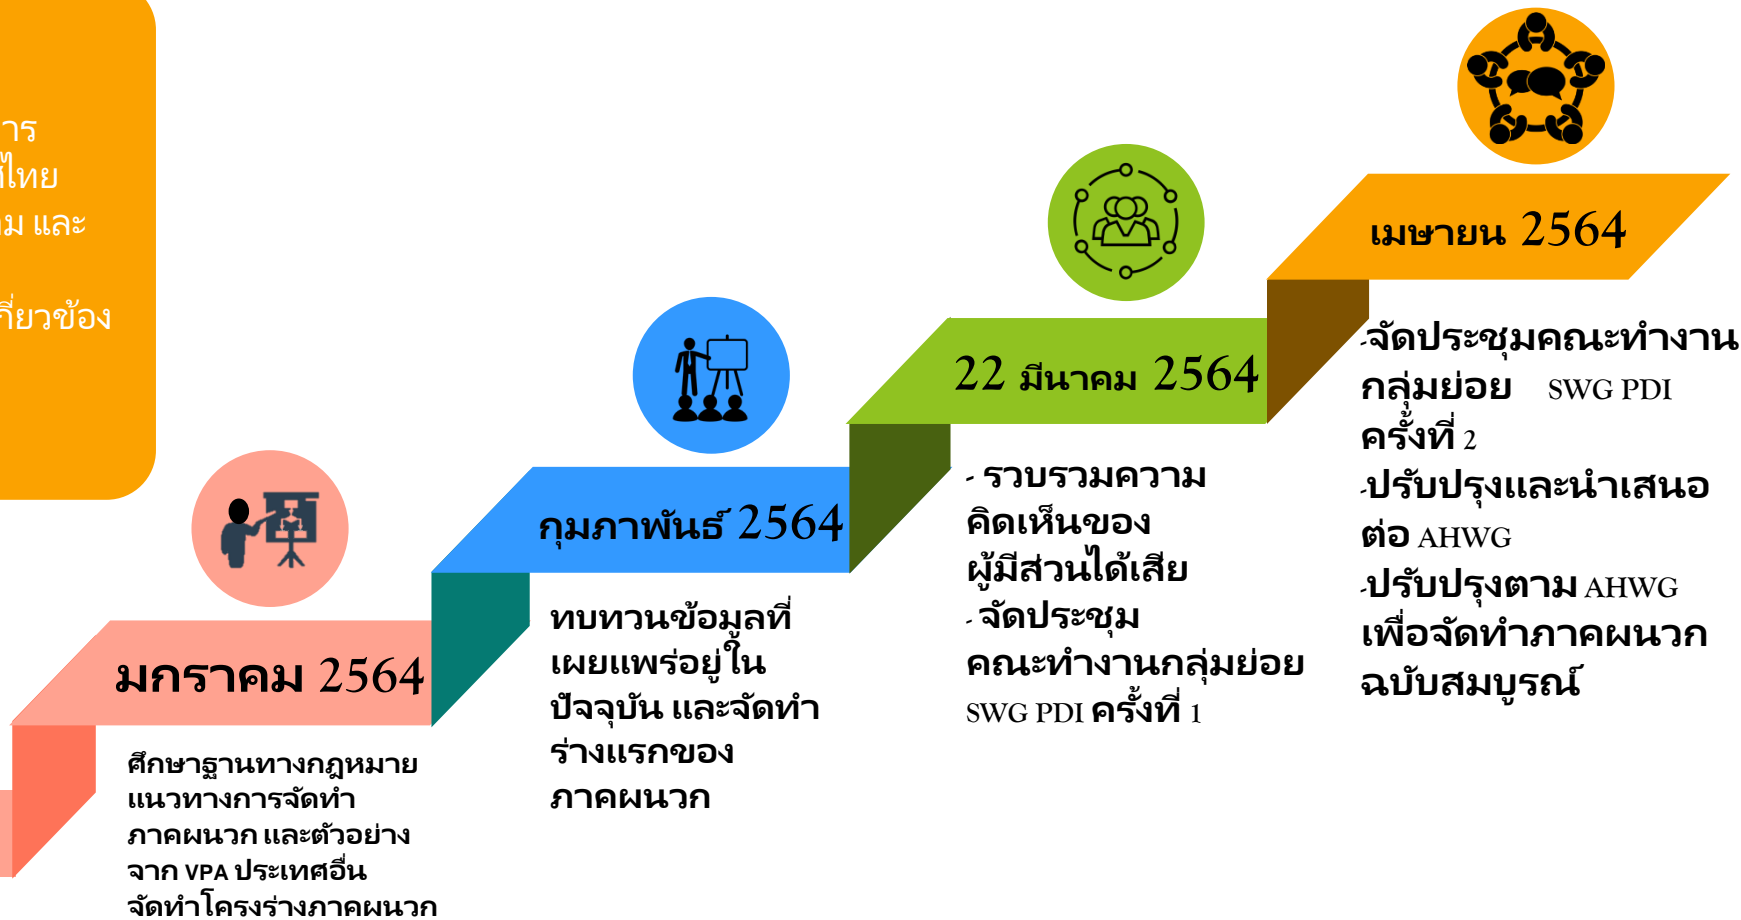 าร
ศไทย
าม และ
กี่ยวข้อง
มกราคม 2564
ศึกษาฐานทางกฎหมาย
แนวทางการจัดทำ
ภาคผนวก และตัวอย่าง
จาก VPA ประเทศอื่น
จัดทำโครงร่างภาคผนวก
กุมภาพันธ์ 2564
ทบทวนข้อมูลที่
เผยแพร่อยู่ใน
ปัจจุบัน และจัดทำ
ร่างแรกของ
ภาคผนวก
22 มีนาคม 2564
- รวบรวมความ
คิดเห็นของ
ผู้มีส่วนได้เสีย
- จัดประชุม
คณะทำงานกลุ่มย่อย
SWG PDI ครั้งที่ 1
เมษายน 2564
-จัดประชุมคณะทำงาน
กลุ่มย่อย SWG PDI
ครั้งที่ 2
-ปรับปรุงและนำเสนอ
ต่อ AHWG
-ปรับปรุงตาม AHWG
เพื่อจัดทำภาคผนวก
ฉบับสมบูรณ์